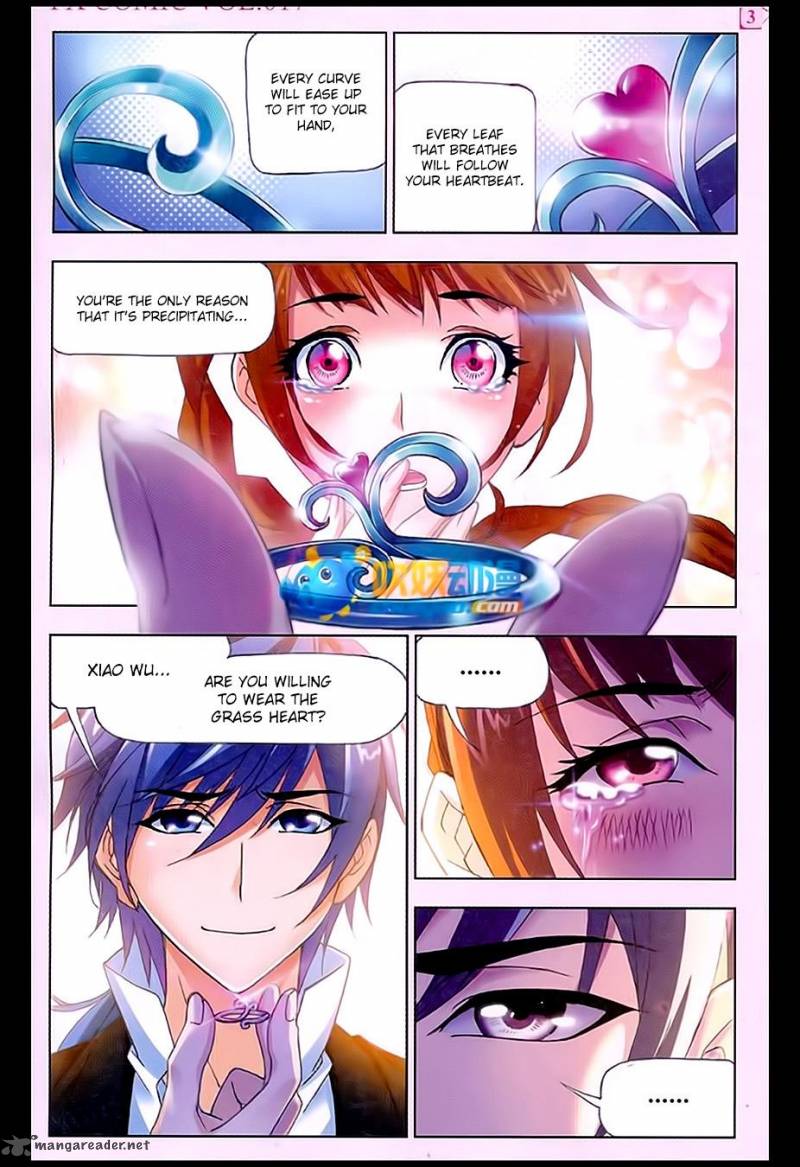 3
EVERY CURVE
WILL EASE UP
TO FIT TO YOUR
HAND,
EVERY LEAF
THAT BREATHES
WILL FOLLOW
YOUR HEARTBEAT.
YOU'RE THE ONLY REASON
THAT IT'S PRECIPITATING...
.com
XIAO WU...
ARE YOU WILLING
TO WEAR THE
GRASS HEART?
......
......
mangareader.net